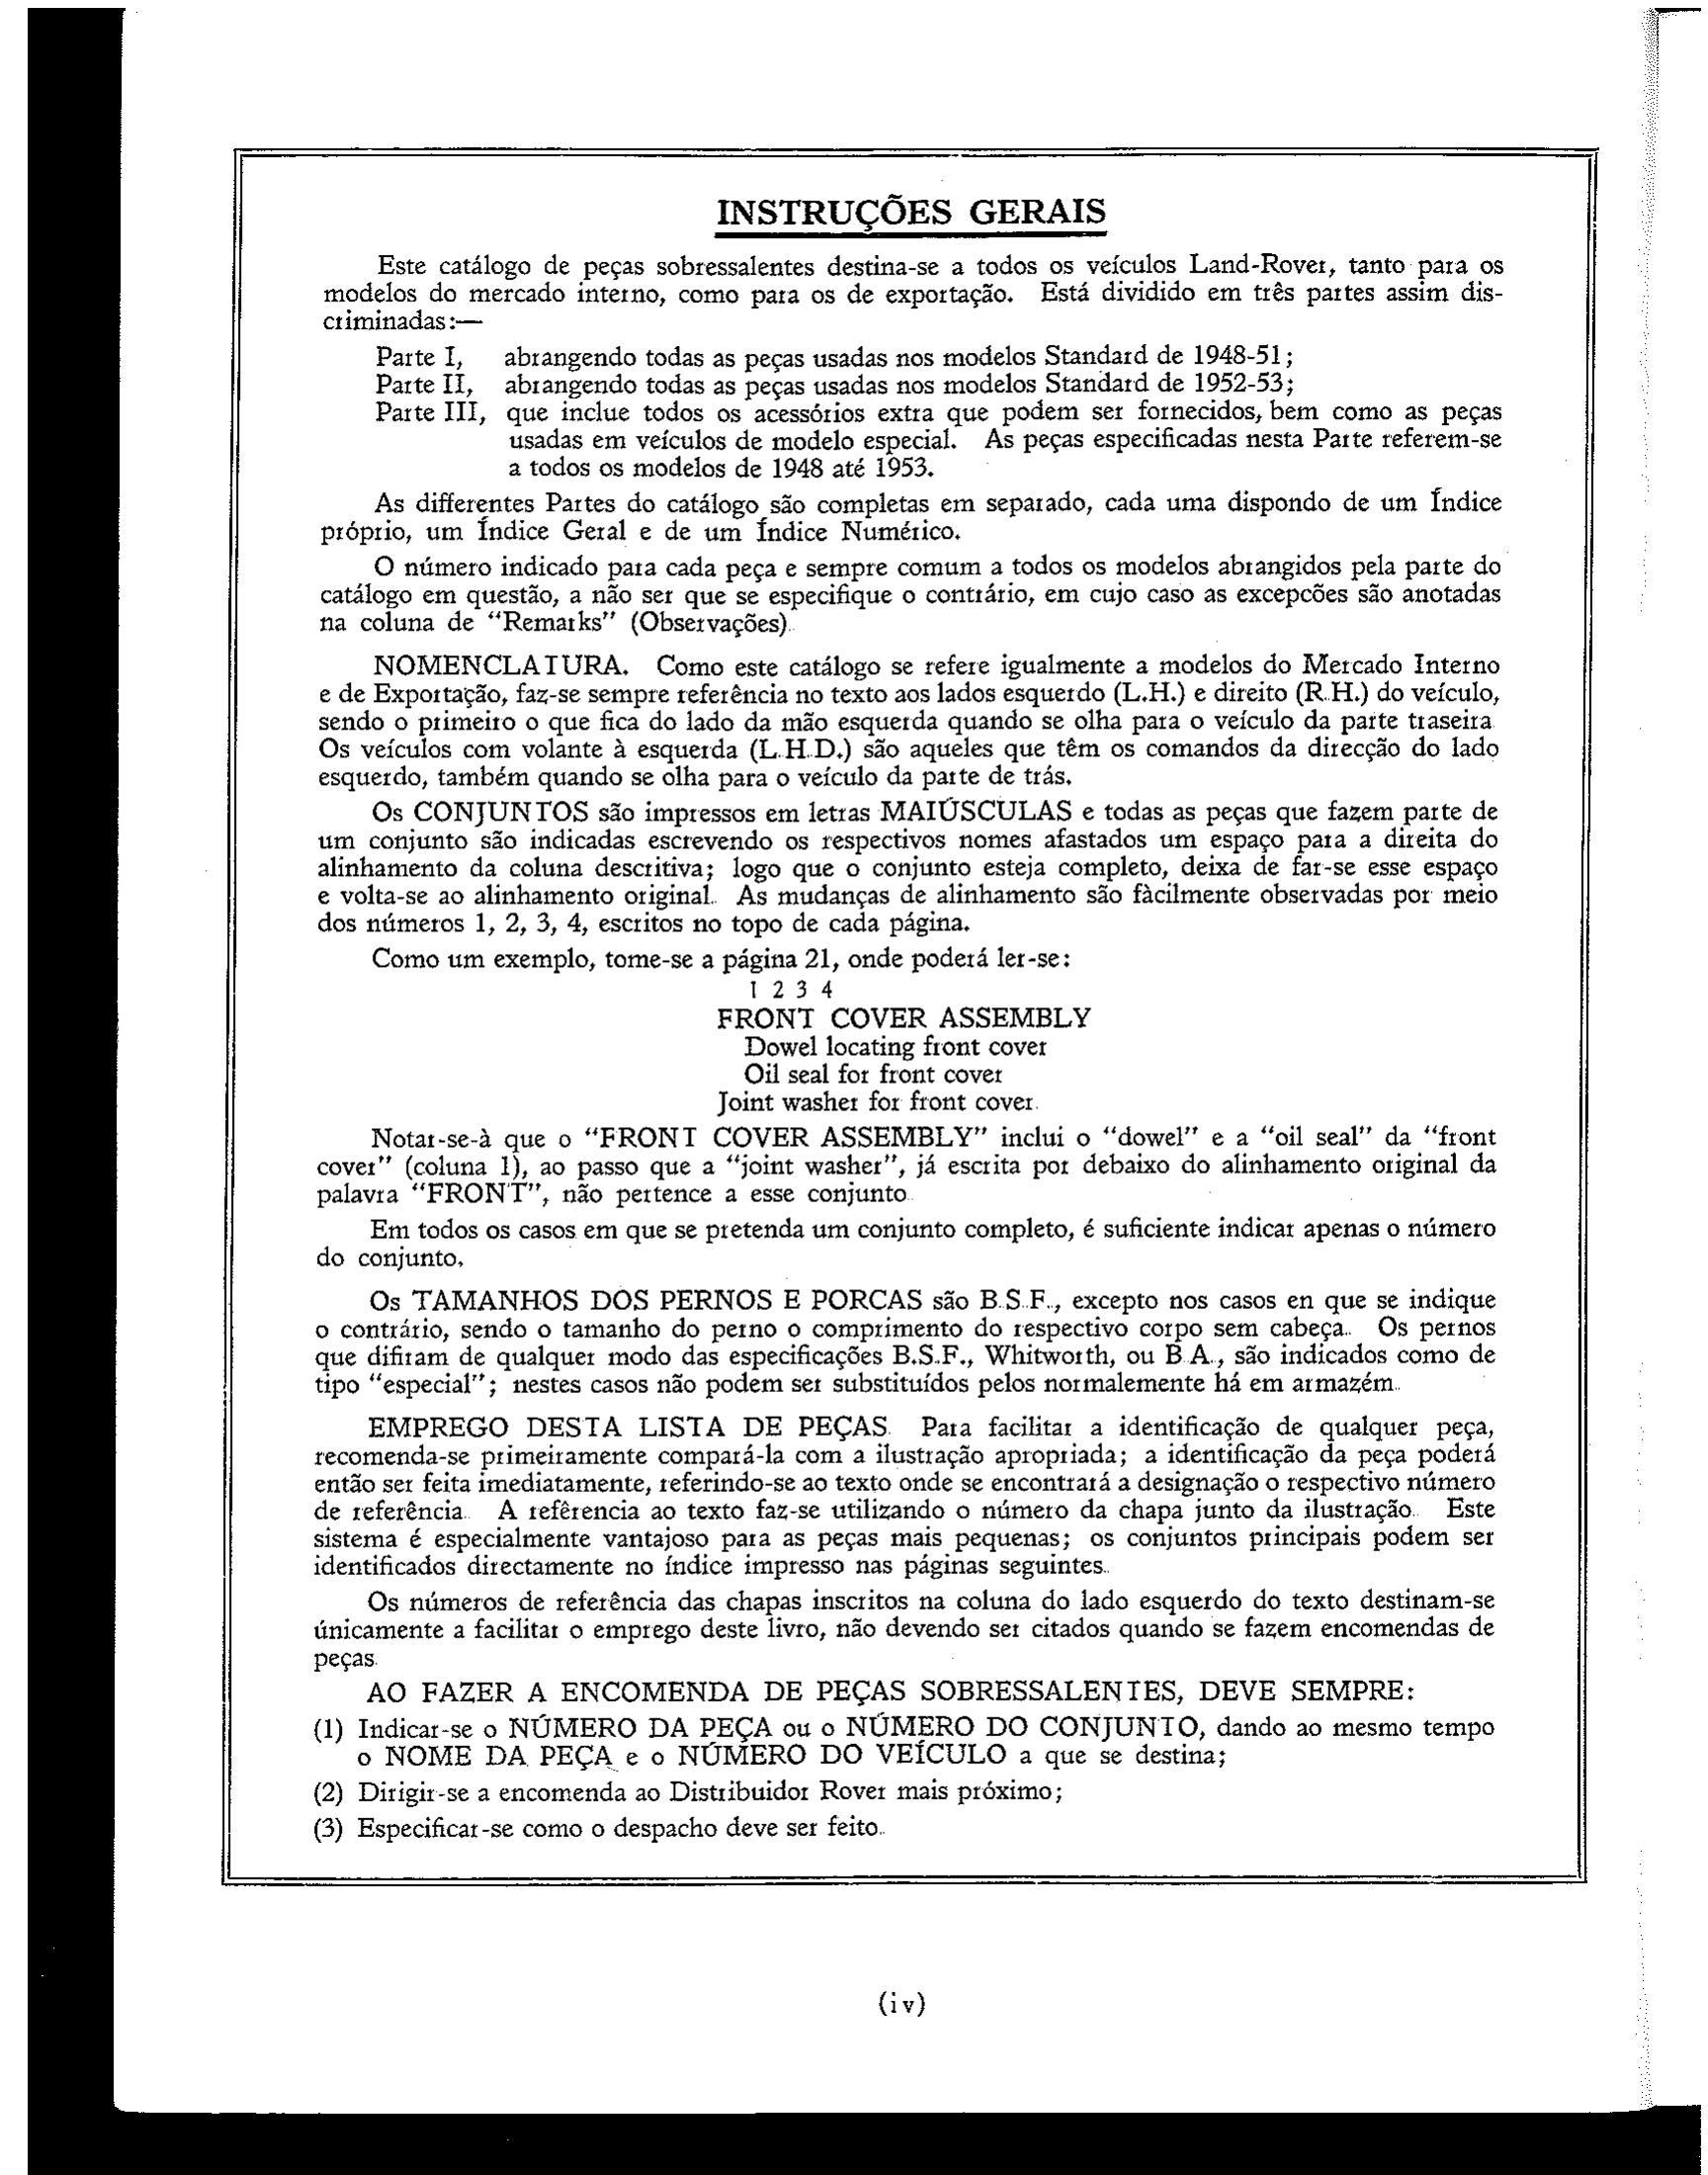 INSTRUÇÕES GERAIS
Este catálogo de peças sobressalentes destina-se a todos os veículos Land-Rover, tanto para os
modelos do mercado interno, como para os de exportação. Está dividido em três partes assim dis-
criminadas:—
Parte I, abrangendo todas as peças usadas nos modelos Standard de 1948-51;
Parte II, abrangendo todas as peças usadas nos modelos Standard de 1952-53;
Parte III, que inclue todos os acessórios extra que podem ser fornecidos, bem como as peças
usadas em veículos de modelo especial. As peças especificadas nesta Parte referem-se
a todos os modelos de 1948 até 1953.
As differentes Partes do catálogo são completas em separado, cada uma dispondo de um Índice
próprio, um Índice Geral e de um Índice Numérico.
O número indicado para cada peça e sempre comum a todos os modelos abrangidos pela parte do
catálogo em questão, a não ser que se especifique o contrário, em cujo caso as excepcões são anotadas
na coluna de "Remarks" (Observações).
NOMENCLATURA. Como este catálogo se refere igualmente a modelos do Mercado Interno
e de Exportação, faz-se sempre referência no texto aos lados esquerdo (L.H.) e direito (R.H.) do veículo,
sendo o primeiro o que fica do lado da mão esquerda quando se olha para o veículo da parte traseira.
Os veículos com volante à esquerda (L.H.D.) são aqueles que têm os comandos da direcção do lado
esquerdo, também quando se olha para o veículo da parte de trás.
Os CONJUNTOS são impressos em letras MAIÚSCULAS e todas as peças que fazem parte de
um conjunto são indicadas escrevendo os respectivos nomes afastados um espaço para a direita do
alinhamento da coluna descritiva; logo que o conjunto esteja completo, deixa de far-se esse espaço
e volta-se ao alinhamento original. As mudanças de alinhamento são fàcilmente observadas por meio
dos números 1, 2, 3, 4, escritos no topo de cada página.
Como um exemplo, tome-se a página 21, onde poderá ler-se:
1 2 3 4
FRONT COVER ASSEMBLY
Dowel locating front cover
Oil seal for front cover
Joint washer for front cover.
Notar-se-à que o "FRONT COVER ASSEMBLY" inclui o "dowel" e a "oil seal" da "front
cover" (coluna 1), ao passo que a "joint washer", já escrita por debaixo do alinhamento original da
palavra "FRONT", não pertence a esse conjunto.
Em todos os casos em que se pretenda um conjunto completo, é suficiente indicar apenas o número
do conjunto.
Os TAMANHOS DOS PERNOS E PORCAS são B.S.F., excepto nos casos en que se indique
o contrário, sendo o tamanho do perno o comprimento do respectivo corpo sem cabeça. Os pernos
que difiram de qualquer modo das especificações B.S.F., Whitworth, ou B.A., são indicados como de
tipo "especial"; nestes casos não podem ser substituídos pelos normalemente há em armazém.
EMPREGO DESTA LISTA DE PEÇAS. Para facilitar a identificação de qualquer peça,
recomenda-se primeiramente compará-la com a ilustração apropriada; a identificação da peça poderá
então ser feita imediatamente, referindo-se ao texto onde se encontrará a designação o respectivo número
de referência. A refêrencia ao texto faz-se utilizando o número da chapa junto da ilustração. Este
sistema é especialmente vantajoso para as peças mais pequenas; os conjuntos principais podem ser
identificados directamente no índice impresso nas páginas seguintes.
Os números de referência das chapas inscritos na coluna do lado esquerdo do texto destinam-se
únicamente a facilitar o emprego deste livro, não devendo ser citados quando se fazem encomendas de
peças.
AO FAZER A ENCOMENDA DE PEÇAS SOBRESSALENTES, DEVE SEMPRE:
(1) Indicar-se o NÚMERO DA PEÇA ou o NÚMERO DO CONJUNTO, dando ao mesmo tempo
o NOME DA PEÇA e o NÚMERO DO VEÍCULO a que se destina;
(2) Dirigir-se a encomenda ao Distribuidor Rover mais próximo;
(3) Especificar-se como o despacho deve ser feito.
(iv)